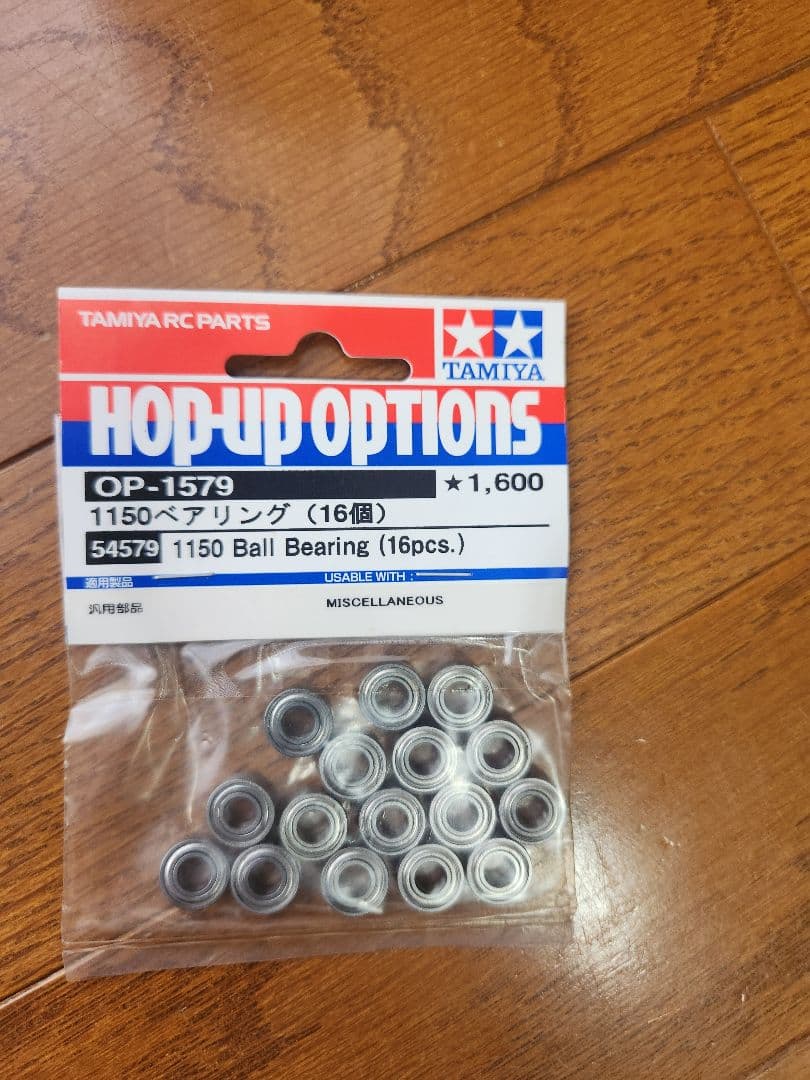 TAMIYA RC PARTS
TAMIYA
HOP-UP OPTIONS
OP-1579 ★1,600
1150ベアリング（16個）
54579 1150 Ball Bearing (16pcs.)
適用製品 USABLE WITH :
汎用部品 MISCELLANEOUS